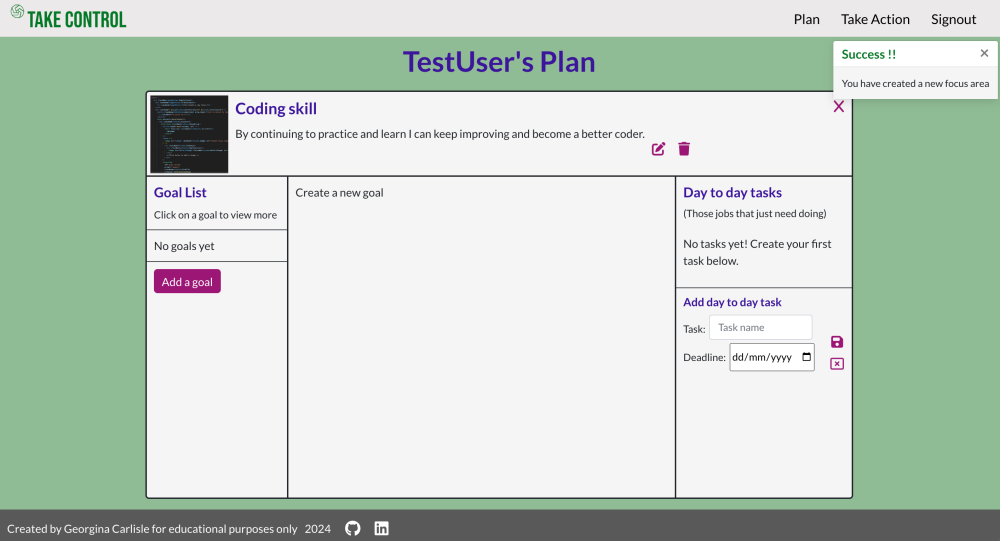 TAKE CONTROL
Plan Take Action Signout
TestUser's Plan
Success !!
You have created a new focus area
Coding skill
By continuing to practice and learn I can keep improving and become a better coder.
Goal List
Click on a goal to view more
No goals yet
Add a goal
Create a new goal
Day to day tasks
(Those jobs that just need doing)
No tasks yet! Create your first
task below.
Add day to day task
Task: Task name
Deadline: dd/mm/yyyy
Created by Georgina Carlisle for educational purposes only 2024